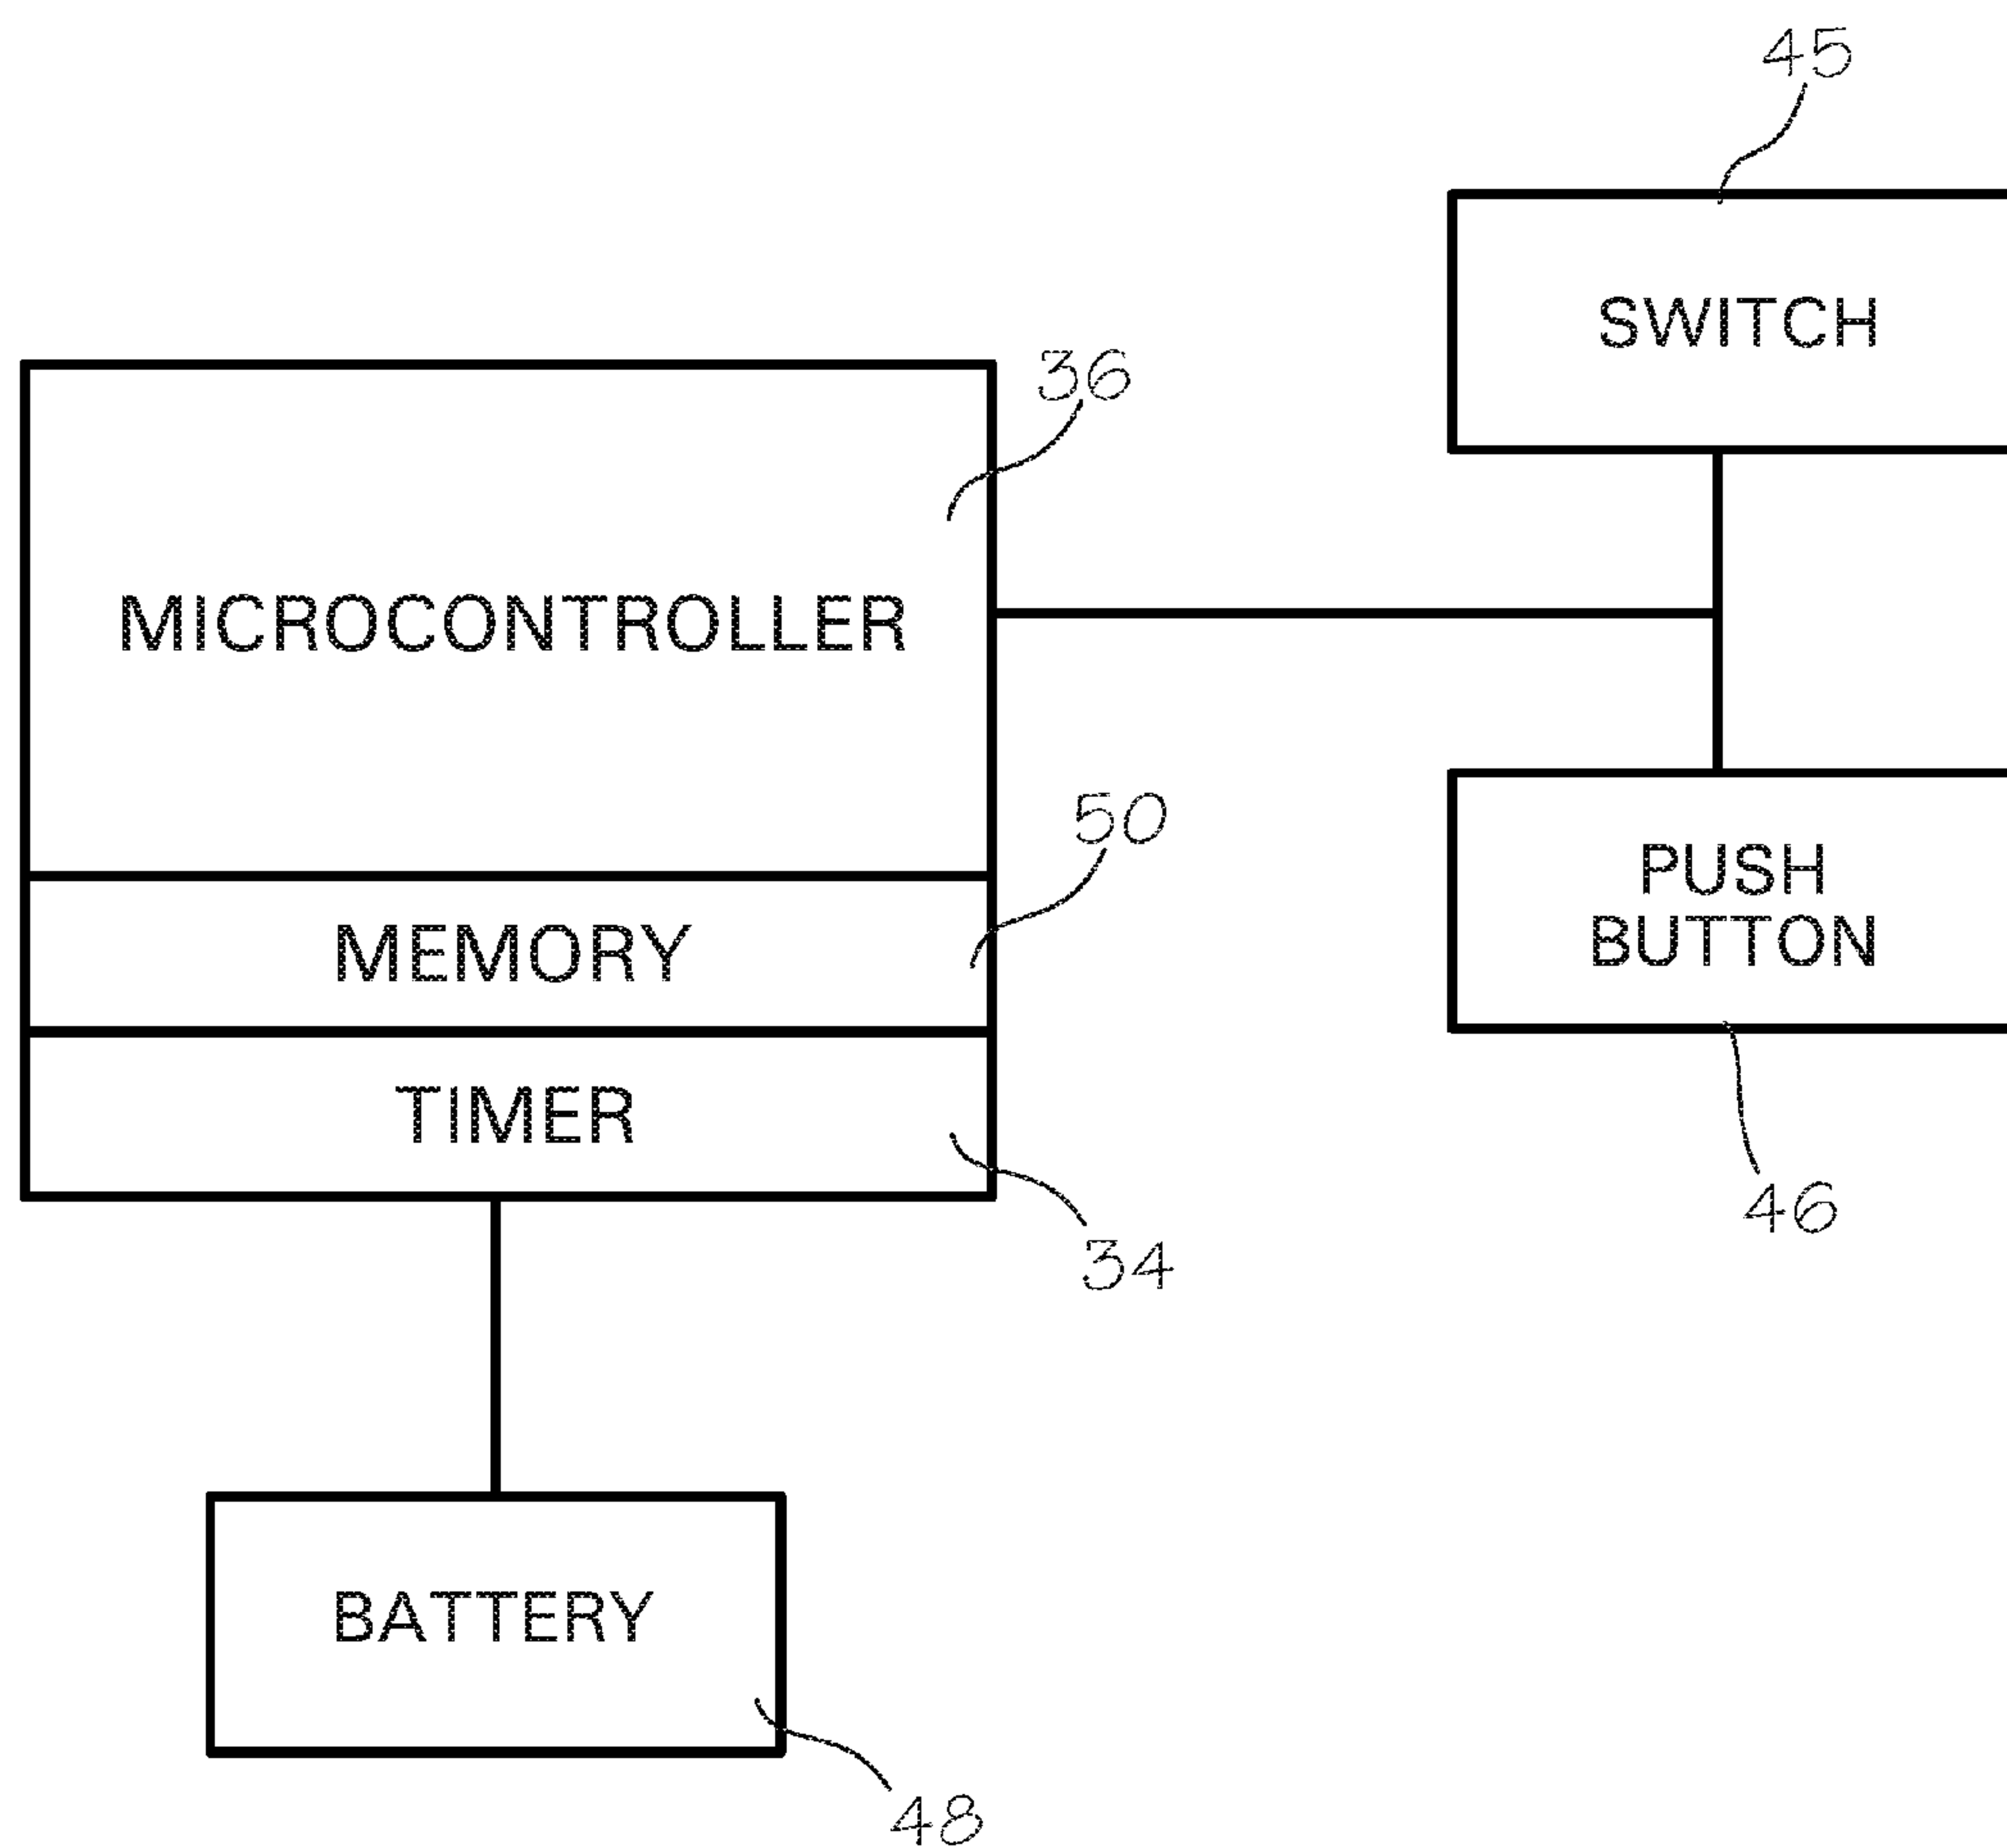 45
SWITCH
36
MICROCONTROLLER
50
PUSH
BUTTON
MEMORY
TIMER
46
34
BATTERY
48